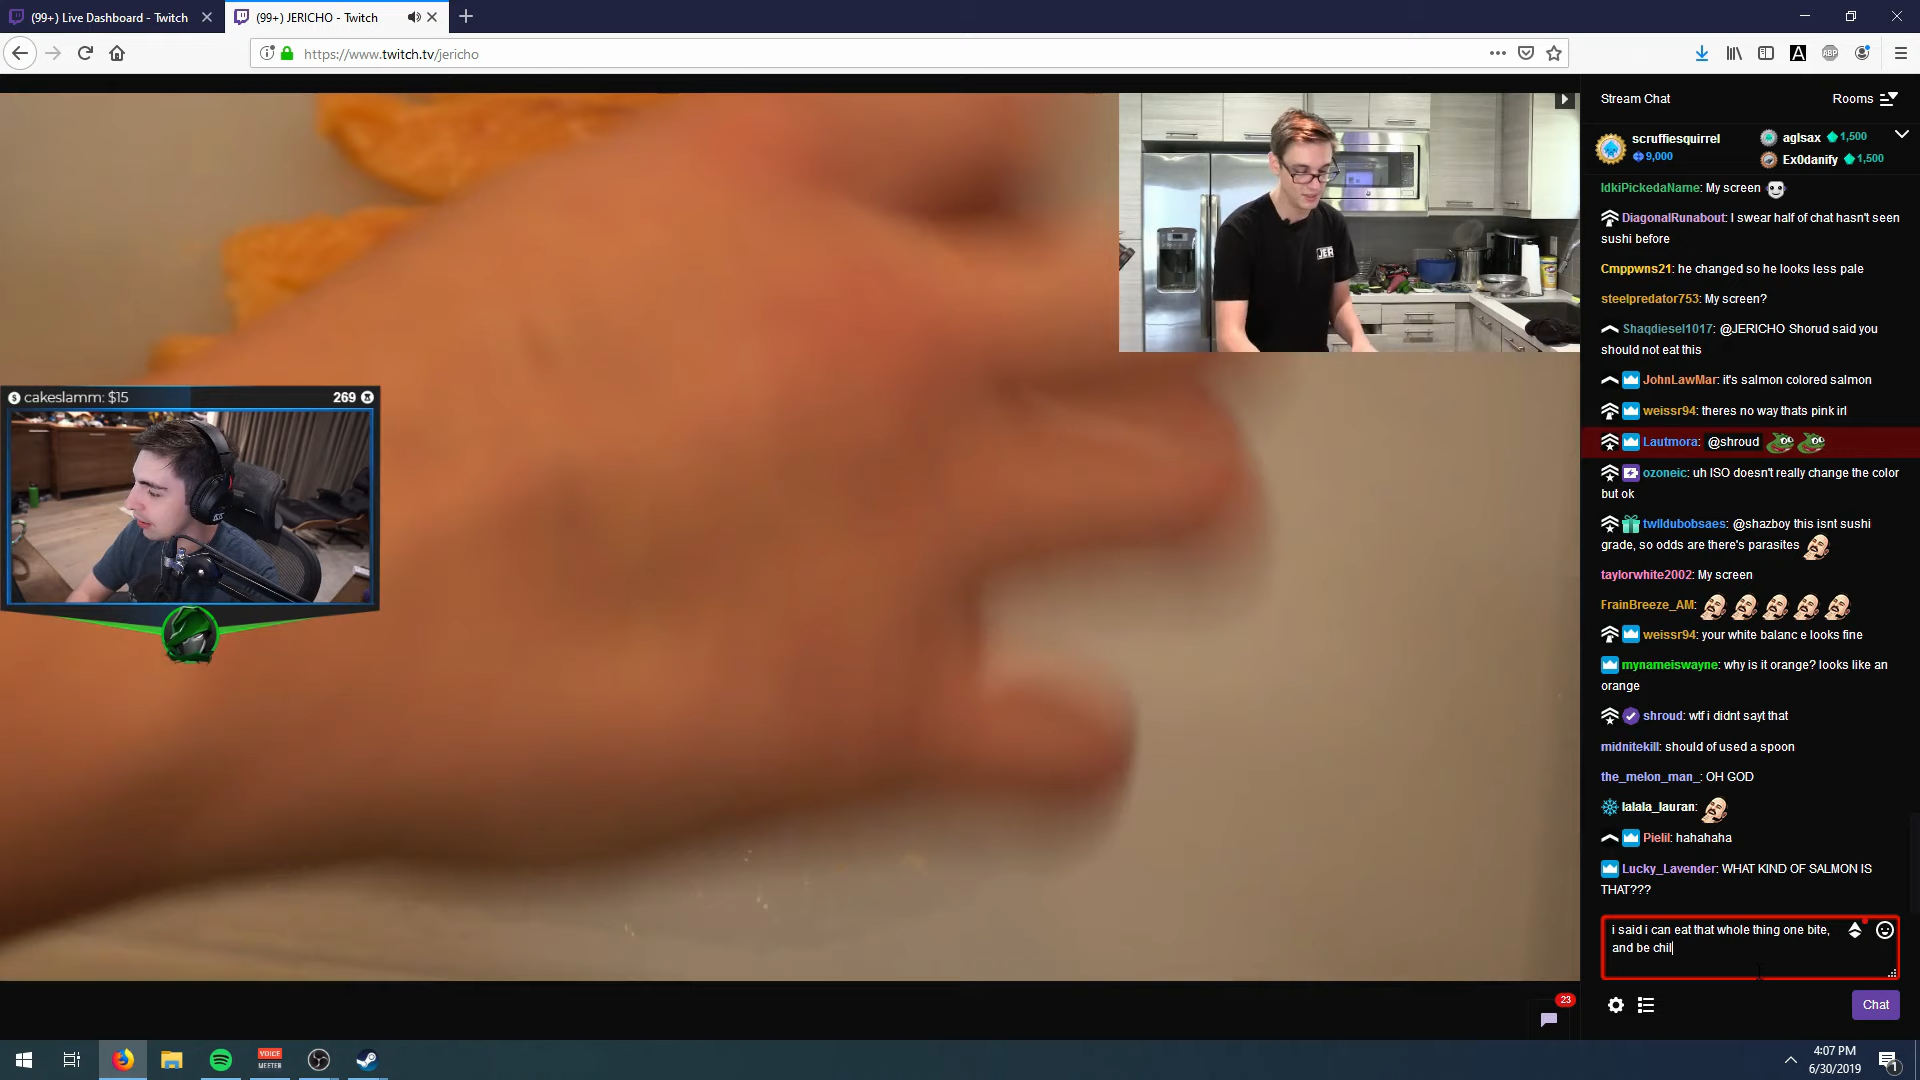 (99+) Live Dashboard - Twitch
(99+) JERICHO - Twitch
https://www.twitch.tv/jericho
A
ABP
JER
cakeslamm: $15
269
Stream Chat
Rooms
scruffiesquirrel
9,000
aglsax 1,500
Ex0danify 1,500
IdkiPickedaName: My screen
DiagonalRunabout: I swear half of chat hasn't seen
sushi before
Cmppwns21: he changed so he looks less pale
steelpredator753: My screen?
Shaqdiesel1017: @JERICHO Shorud said you
should not eat this
JohnLawMar: it's salmon colored salmon
weissr94: theres no way thats pink irl
Lautmora: @shroud
ozoneic: uh ISO doesn't really change the color
but ok
twlldubobsaes: @shazboy this isnt sushi
grade, so odds are there's parasites
taylorwhite2002: My screen
FrainBreeze_AM:
weissr94: your white balanc e looks fine
mynameiswayne: why is it orange? looks like an
orange
shroud: wtf i didnt sayt that
midnitekill: should of used a spoon
the_melon_man_: OH GOD
lalala_lauran:
Pielil: hahahaha
Lucky_Lavender: WHAT KIND OF SALMON IS
THAT???
i said i can eat that whole thing one bite,
and be chil
23
Chat
VOICE
MEETER
4:07 PM
6/30/2019
1